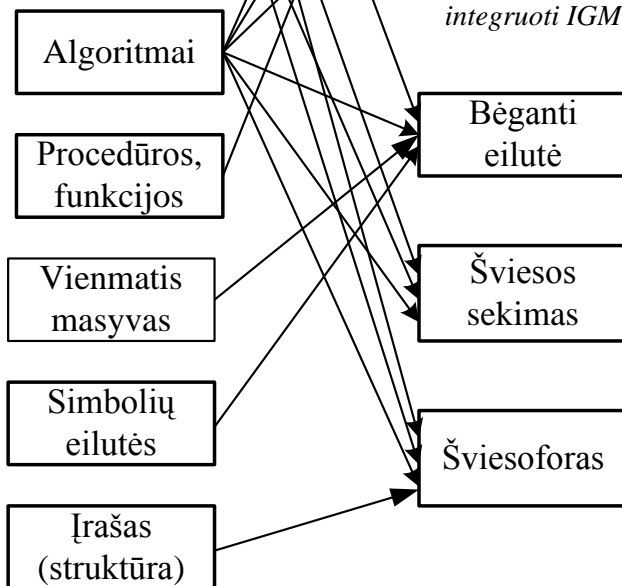 integruoti IGM
Algoritmai
Procedūros,
funkcijos
Vienmatis
masyvas
Simbolių
eilutės
Įrašas
(struktūra)
Bėganti
eilutė
Šviesos
sekimas
Šviesoforas